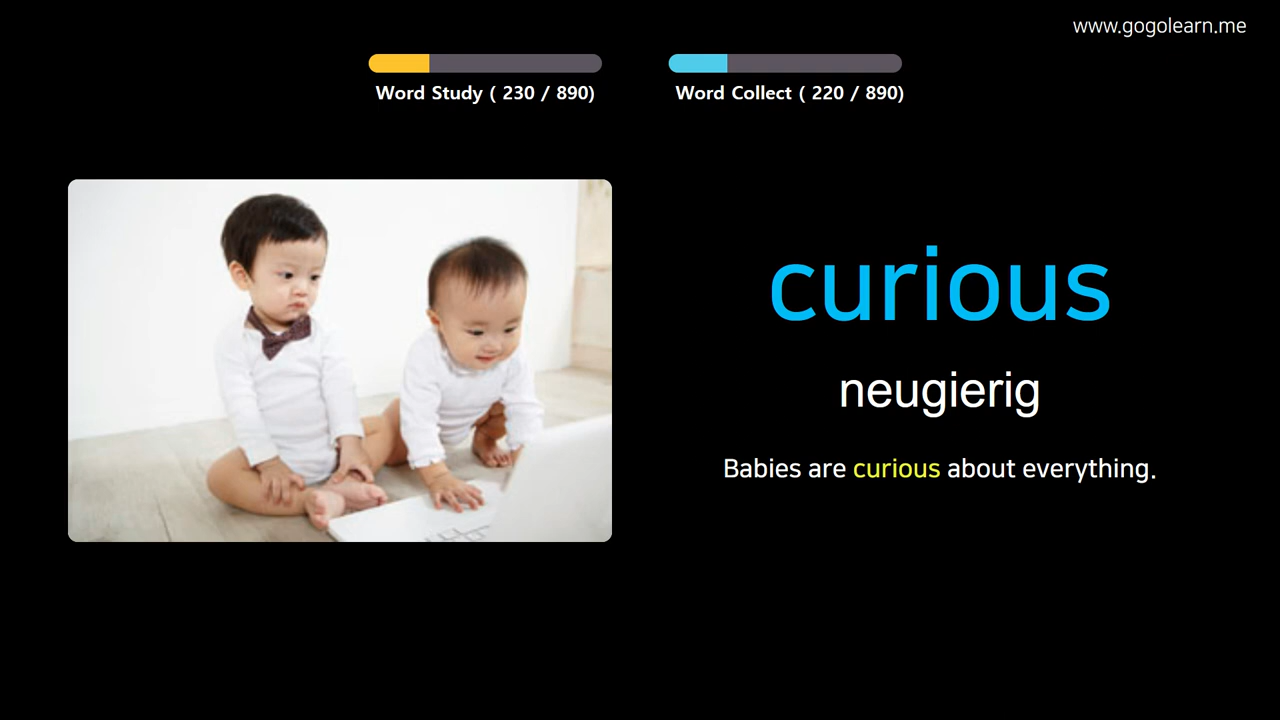 www.gogolearn.me
Word Study ( 230 / 890)
Word Collect ( 220 / 890)
curious
neugierig
Babies are curious about everything.